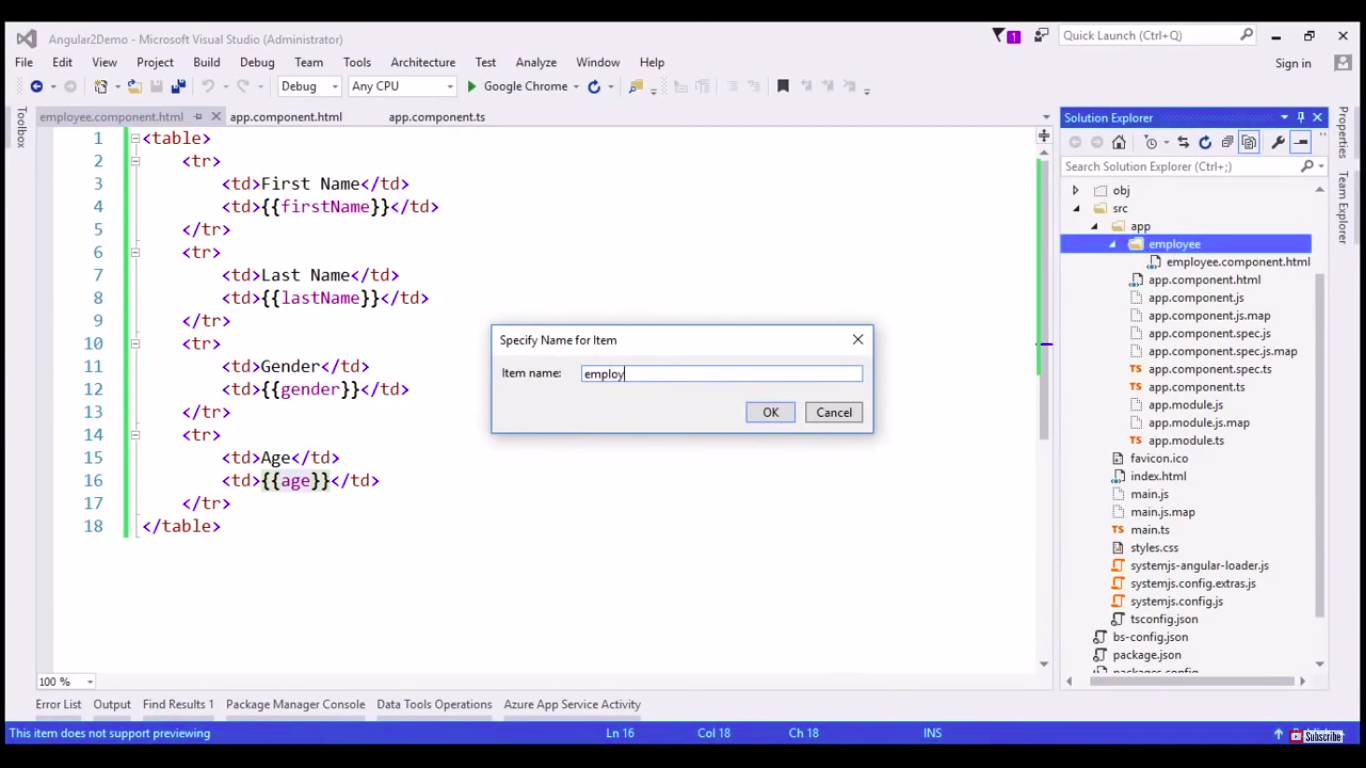 Angular2Demo - Microsoft Visual Studio (Administrator)
1
Quick Launch (Ctrl+Q)
File Edit View Project Build Debug Team Tools Architecture Test Analyze Window Help
Sign in
Debug Any CPU Google Chrome
employee.component.html app.component.html app.component.ts
Toolbox
1 <table>
2 <tr>
3 <td>First Name</td>
4 <td>{{firstName}}</td>
5 </tr>
6 <tr>
7 <td>Last Name</td>
8 <td>{{lastName}}</td>
9 </tr>
10 <tr>
11 <td>Gender</td>
12 <td>{{gender}}</td>
13 </tr>
14 <tr>
15 <td>Age</td>
16 <td>{{age}}</td>
17 </tr>
18 </table>
Specify Name for Item
Item name: employ
OK Cancel
Solution Explorer
Search Solution Explorer (Ctrl+;)
obj
src
app
employee
employee.component.html
app.component.html
app.component.js
app.component.js.map
app.component.spec.js
app.component.spec.js.map
TS app.component.spec.ts
TS app.component.ts
app.module.js
app.module.js.map
TS app.module.ts
favicon.ico
index.html
main.js
main.js.map
TS main.ts
styles.css
systemjs-angular-loader.js
systemjs.config.extras.js
systemjs.config.js
tsconfig.json
bs-config.json
package.json
packages.config
Properties
Team Explorer
100 %
Error List Output Find Results 1 Package Manager Console Data Tools Operations Azure App Service Activity
This item does not support previewing Ln 16 Col 18 Ch 18 INS
Subscribe